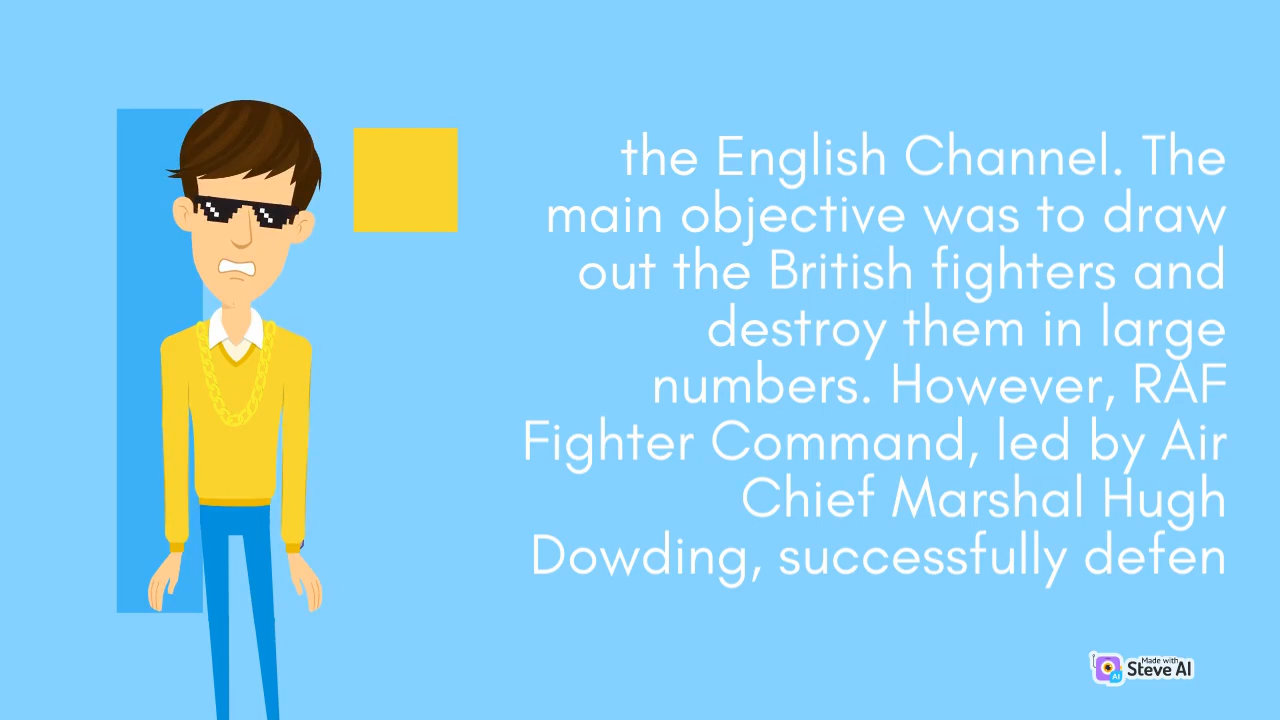 the English Channel. The
main objective was to draw
out the British fighters and
destroy them in large
numbers. However, RAF
Fighter Command, led by Air
Chief Marshal Hugh
Dowding, successfully defen
Made with
Steve AI
AI